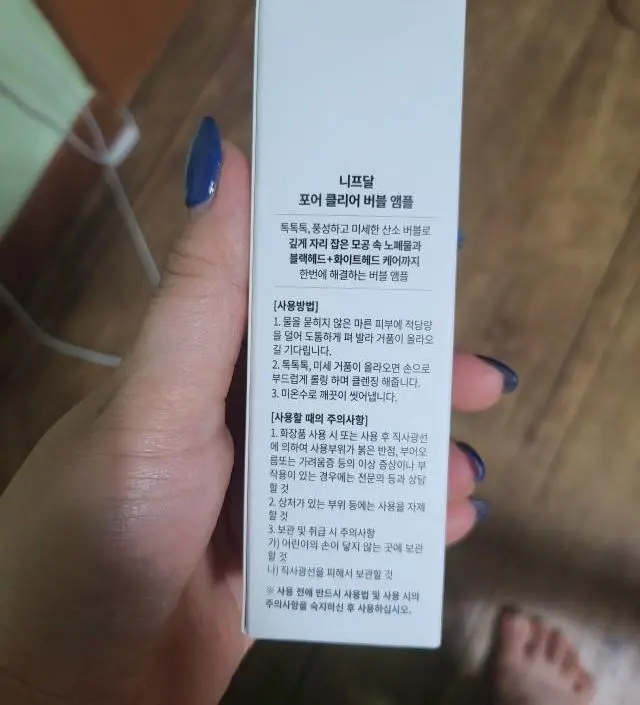 니프달
포어 클리어 버블 앰플
톡톡톡, 풍성하고 미세한 산소 버블로
깊게 자리 잡은 모공 속 노폐물과
블랙헤드+화이트헤드 케어까지
한번에 해결하는 버블 앰플
[사용방법]
1. 물을 묻히지 않은 마른 피부에 적당량
을 덜어 도톰하게 펴 발라 거품이 올라오
길 기다립니다.
2. 톡톡톡, 미세 거품이 올라오면 손으로
부드럽게 롤링 하며 클렌징 해줍니다.
3. 미온수로 깨끗이 씻어냅니다.
[사용할 때의 주의사항]
1. 화장품 사용 시 또는 사용 후 직사광선
에 의하여 사용부위가 붉은 반점, 부어오
름또는 가려움증 등의 이상 증상이나 부
작용이 있는 경우에는 전문의 등과 상담
할 것
2. 상처가 있는 부위 등에는 사용을 자제
할 것
3. 보관 및 취급 시 주의사항
가) 어린이의 손이 닿지 않는 곳에 보관
할 것
나) 직사광선을 피해서 보관할 것
※ 사용 전에 반드시 사용법 및 사용 시의
주의사항을 숙지하신 후 사용하십시오.